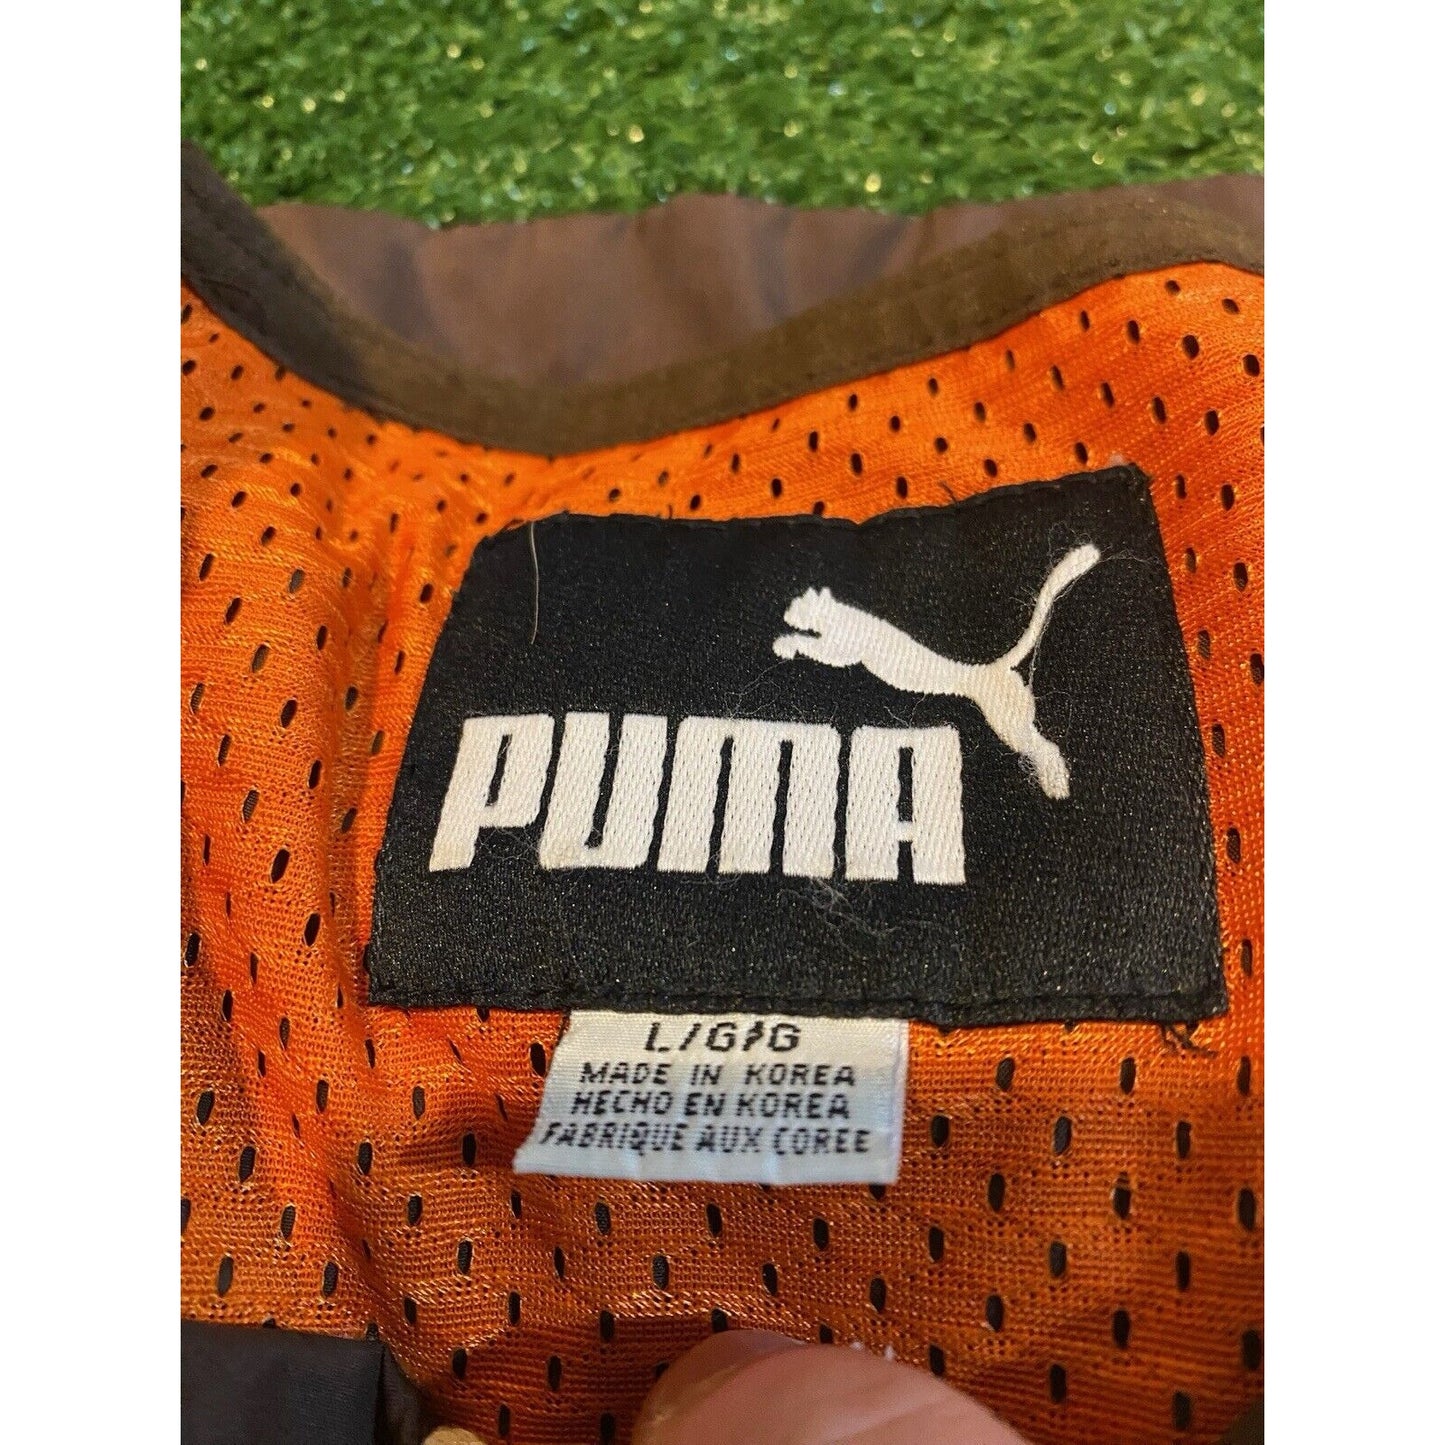 PUMA
L/G/G
MADE IN KOREA
HECHO EN KOREA
FABRIQUE AUX COREE